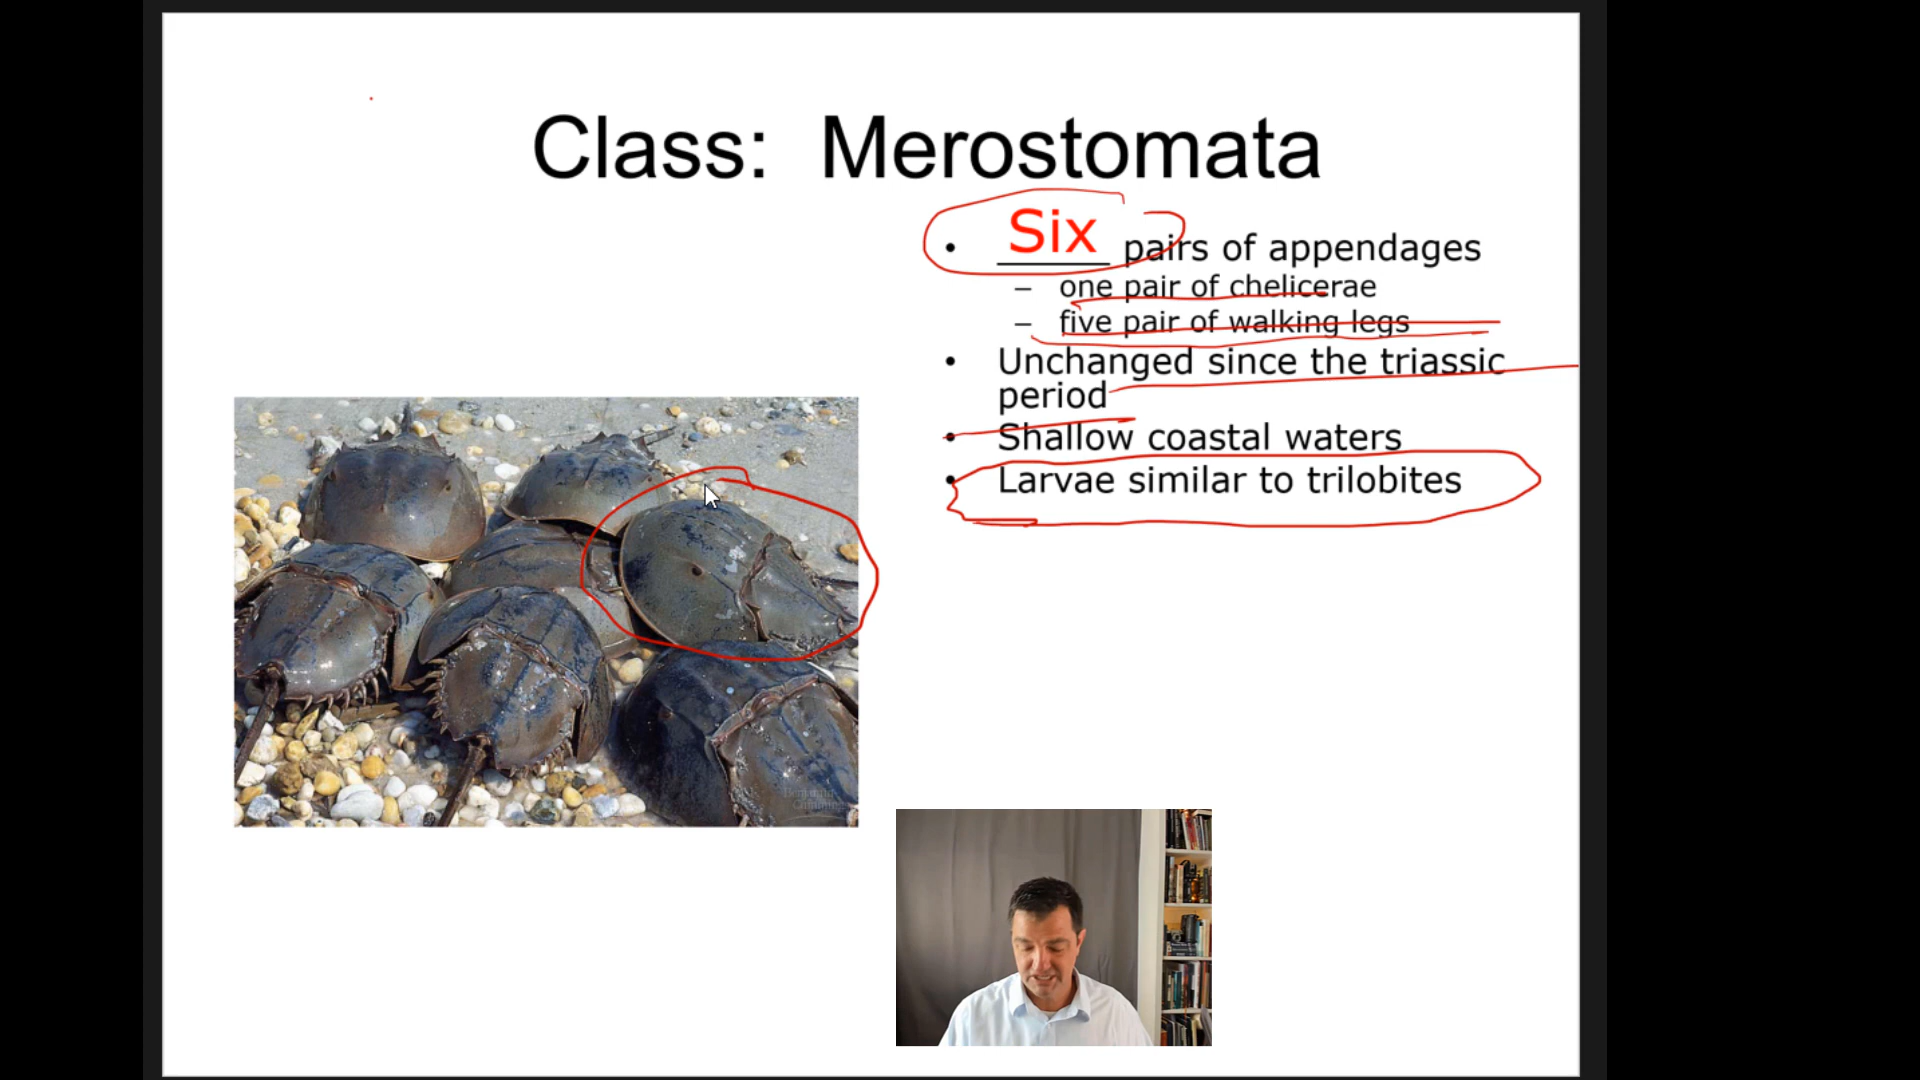 Class: Merostomata
• Six pairs of appendages
– one pair of chelicerae
– five pair of walking legs
• Unchanged since the triassic
period
• Shallow coastal waters
• Larvae similar to trilobites